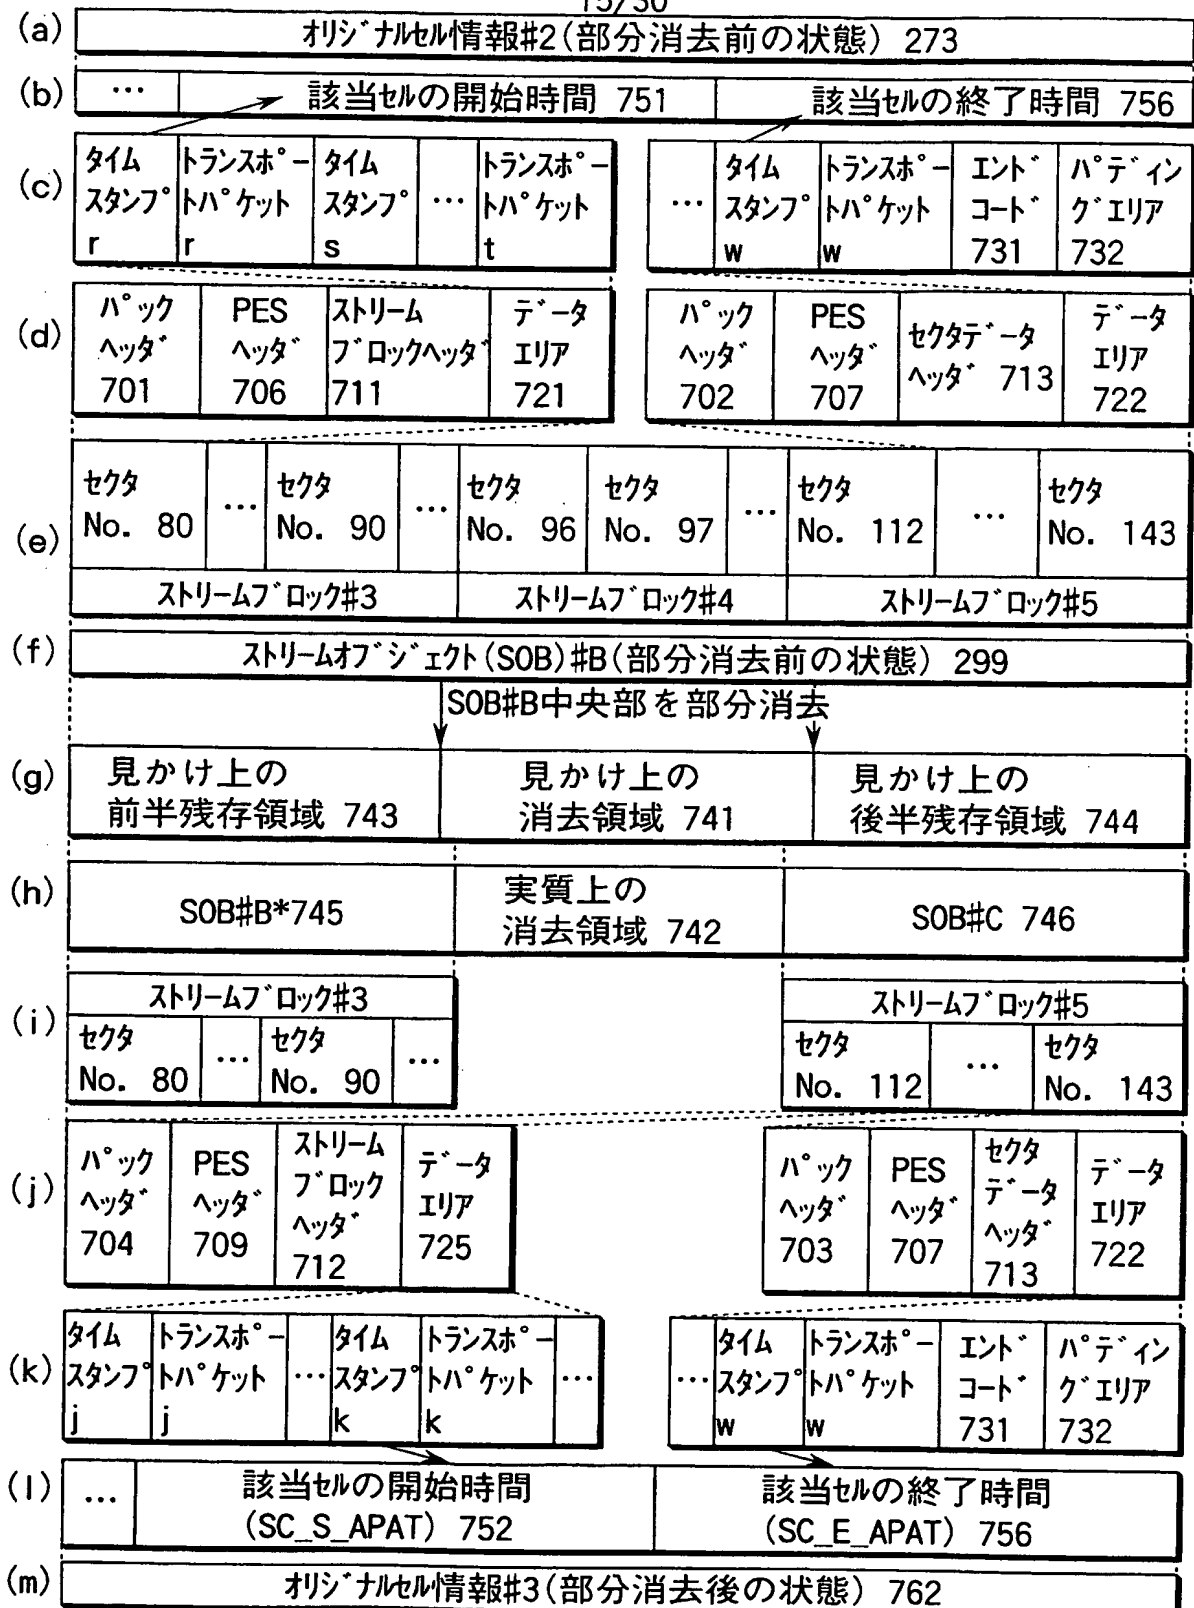 15/30
(a) オリジナルセル情報#2(部分消去前の状態) 273
(b) … 該当セルの開始時間 751 該当セルの終了時間 756
(c)
タイム
スタンプ
r
トランスポー
トパケット
r
タイム
スタンプ
s
…
トランスポー
トパケット
t
…
タイム
スタンプ
w
トランスポー
トパケット
w
エンド
コード
731
パディン
グエリア
732
(d)
パック
ヘッダ
701
PES
ヘッダ
706
ストリーム
ブロックヘッダ
711
データ
エリア
721
パック
ヘッダ
702
PES
ヘッダ
707
セクタデータ
ヘッダ 713
データ
エリア
722
(e)
セクタ
No. 80
…
セクタ
No. 90
…
セクタ
No. 96
セクタ
No. 97
…
セクタ
No. 112
…
セクタ
No. 143
ストリームブロック#3 ストリームブロック#4 ストリームブロック#5
(f) ストリームオブジェクト(SOB)#B(部分消去前の状態) 299
SOB#B中央部を部分消去
(g)
見かけ上の
前半残存領域 743
見かけ上の
消去領域 741
見かけ上の
後半残存領域 744
(h)
SOB#B*745
実質上の
消去領域 742
SOB#C 746
(i)
ストリームブロック#3
セクタ
No. 80
…
セクタ
No. 90
…
ストリームブロック#5
セクタ
No. 112
…
セクタ
No. 143
(j)
パック
ヘッダ
704
PES
ヘッダ
709
ストリーム
ブロック
ヘッダ
712
データ
エリア
725
パック
ヘッダ
703
PES
ヘッダ
707
セクタ
データ
ヘッダ
713
データ
エリア
722
(k)
タイム
スタンプ
j
トランスポー
トパケット
j
…
タイム
スタンプ
k
トランスポー
トパケット
k
…
…
タイム
スタンプ
w
トランスポー
トパケット
w
エンド
コード
731
パディン
グエリア
732
(l)
…
該当セルの開始時間
(SC_S_APAT) 752
該当セルの終了時間
(SC_E_APAT) 756
(m) オリジナルセル情報#3(部分消去後の状態) 762